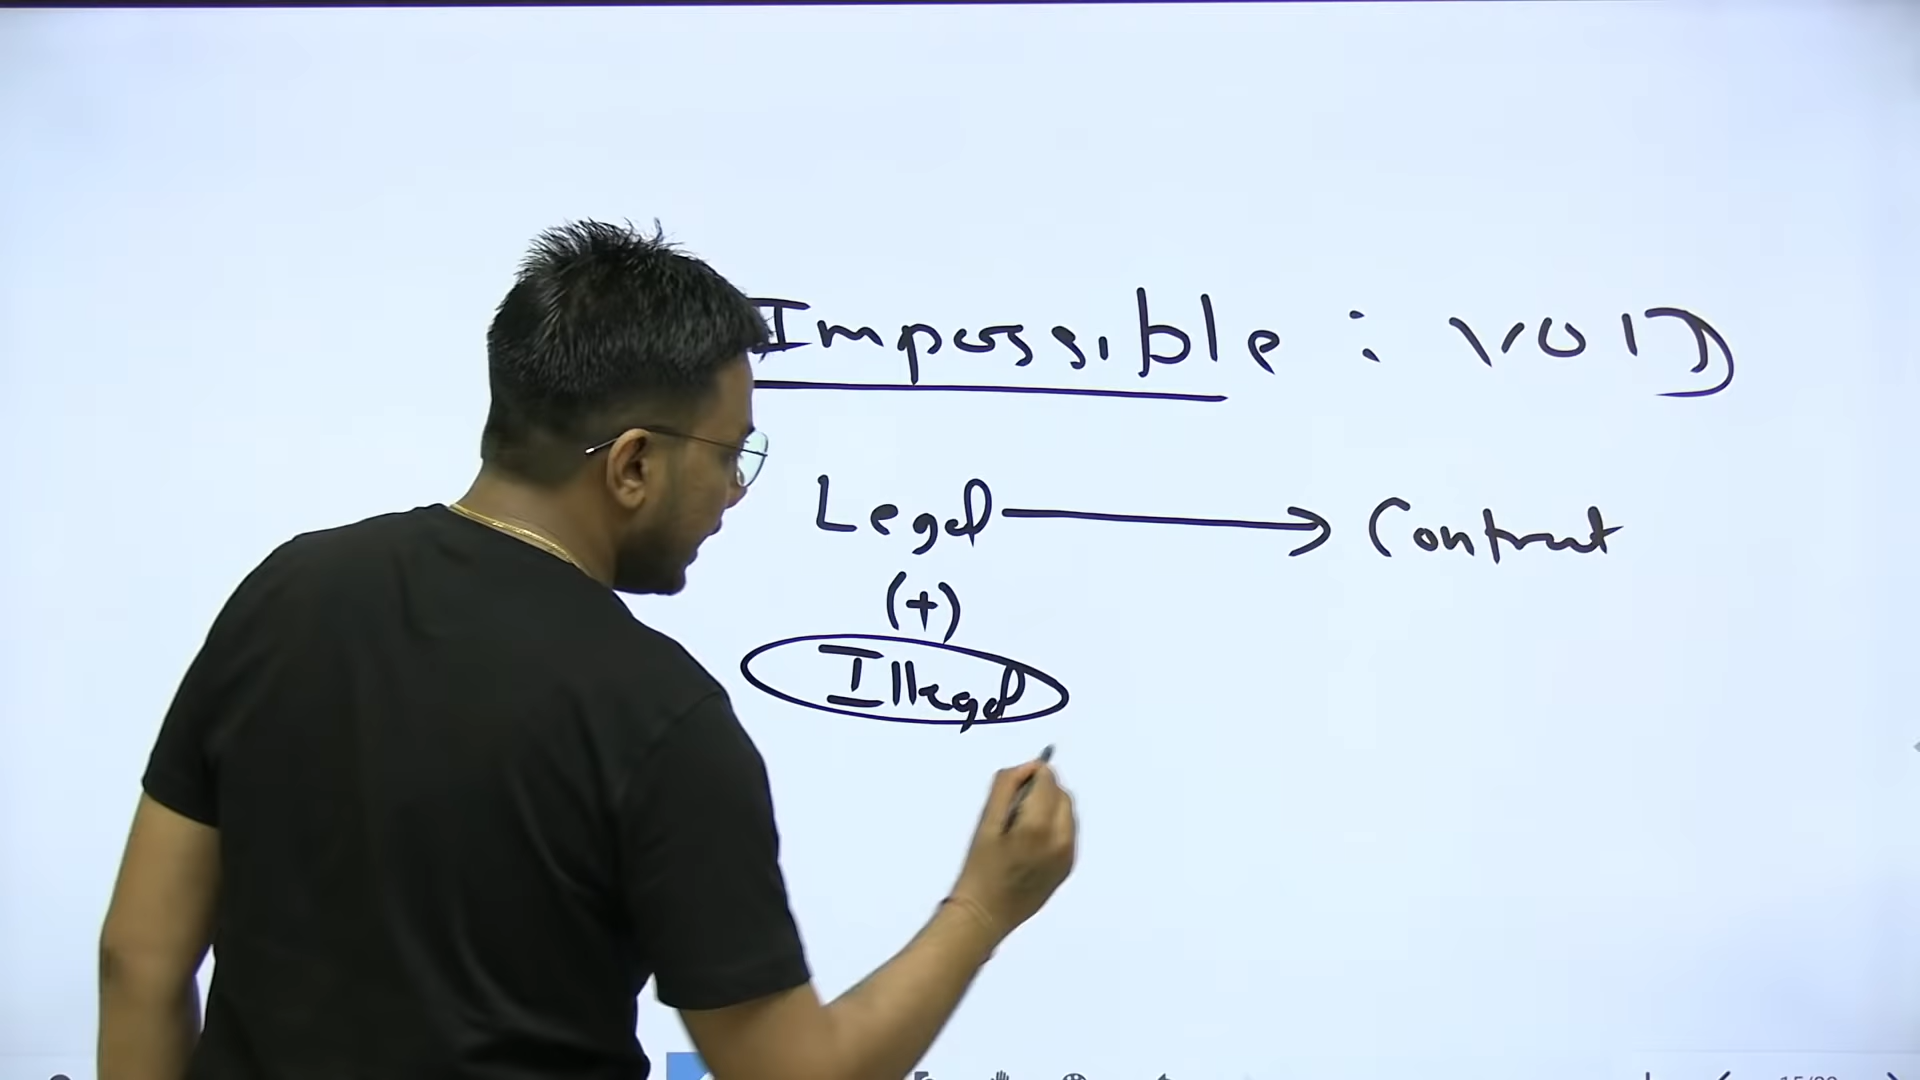 Impossible : VOID
Legal → Contract
(+)
Illegal